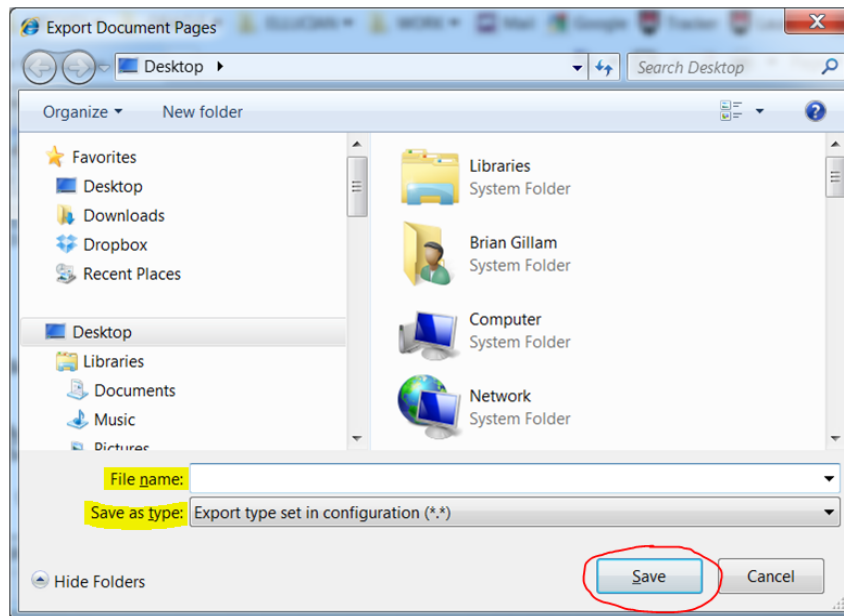 Export Document Pages
Desktop
Search Desktop
Organize
New folder
Favorites
Desktop
Downloads
Dropbox
Recent Places
Desktop
Libraries
Documents
Music
Pictures
Libraries
System Folder
Brian Gillam
System Folder
Computer
System Folder
Network
System Folder
File name:
Save as type: Export type set in configuration (*.*)
Hide Folders
Save
Cancel